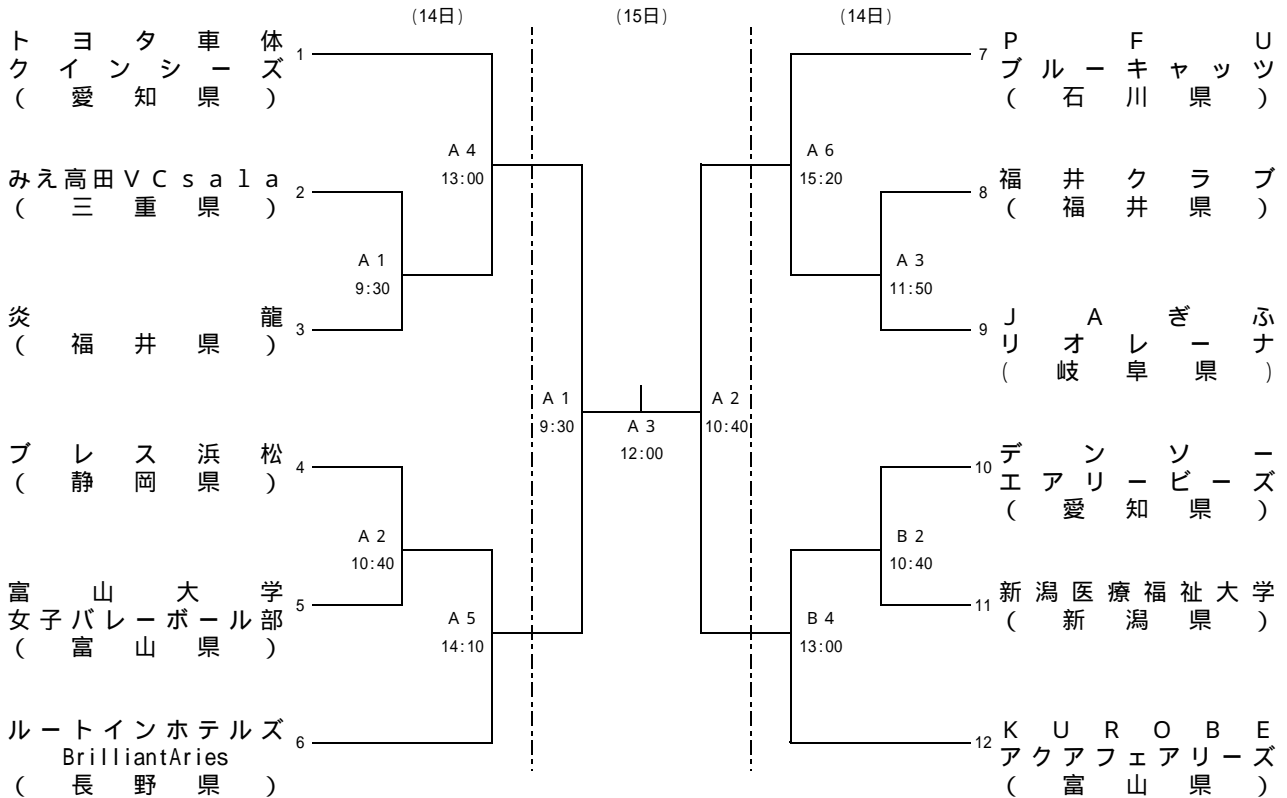 (14日)
(15日)
(14日)
トヨタ車体
クインシーズ
(愛知県)
1
みえ高田VCsala
(三重県)
2
炎龍
(福井県)
3
ブレス浜松
(静岡県)
4
富山大学
女子バレーボール部
(富山県)
5
ルートインホテルズ
BrilliantAries
(長野県)
6
A4
13:00
A1
9:30
A2
10:40
A5
14:10
A1
9:30
A3
12:00
A2
10:40
A6
15:20
A3
11:50
B2
10:40
B4
13:00
7
PFU
ブルーキャッツ
(石川県)
8
福井クラブ
(福井県)
9
JAぎふ
リオレーナ
(岐阜県)
10
デンソー
エアリービーズ
(愛知県)
11
新潟医療福祉大学
(新潟県)
12
KUROBE
アクアフェアリーズ
(富山県)